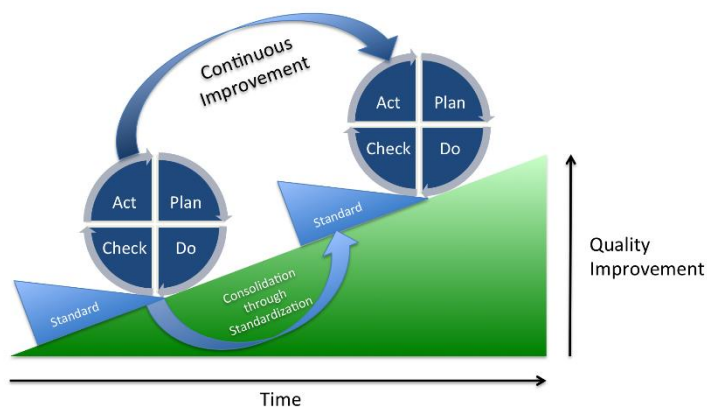 Continuous
Improvement
Act
Plan
Check
Do
Act
Plan
Check
Do
Standard
Standard
Consolidation
through
Standardization
Quality
Improvement
Time